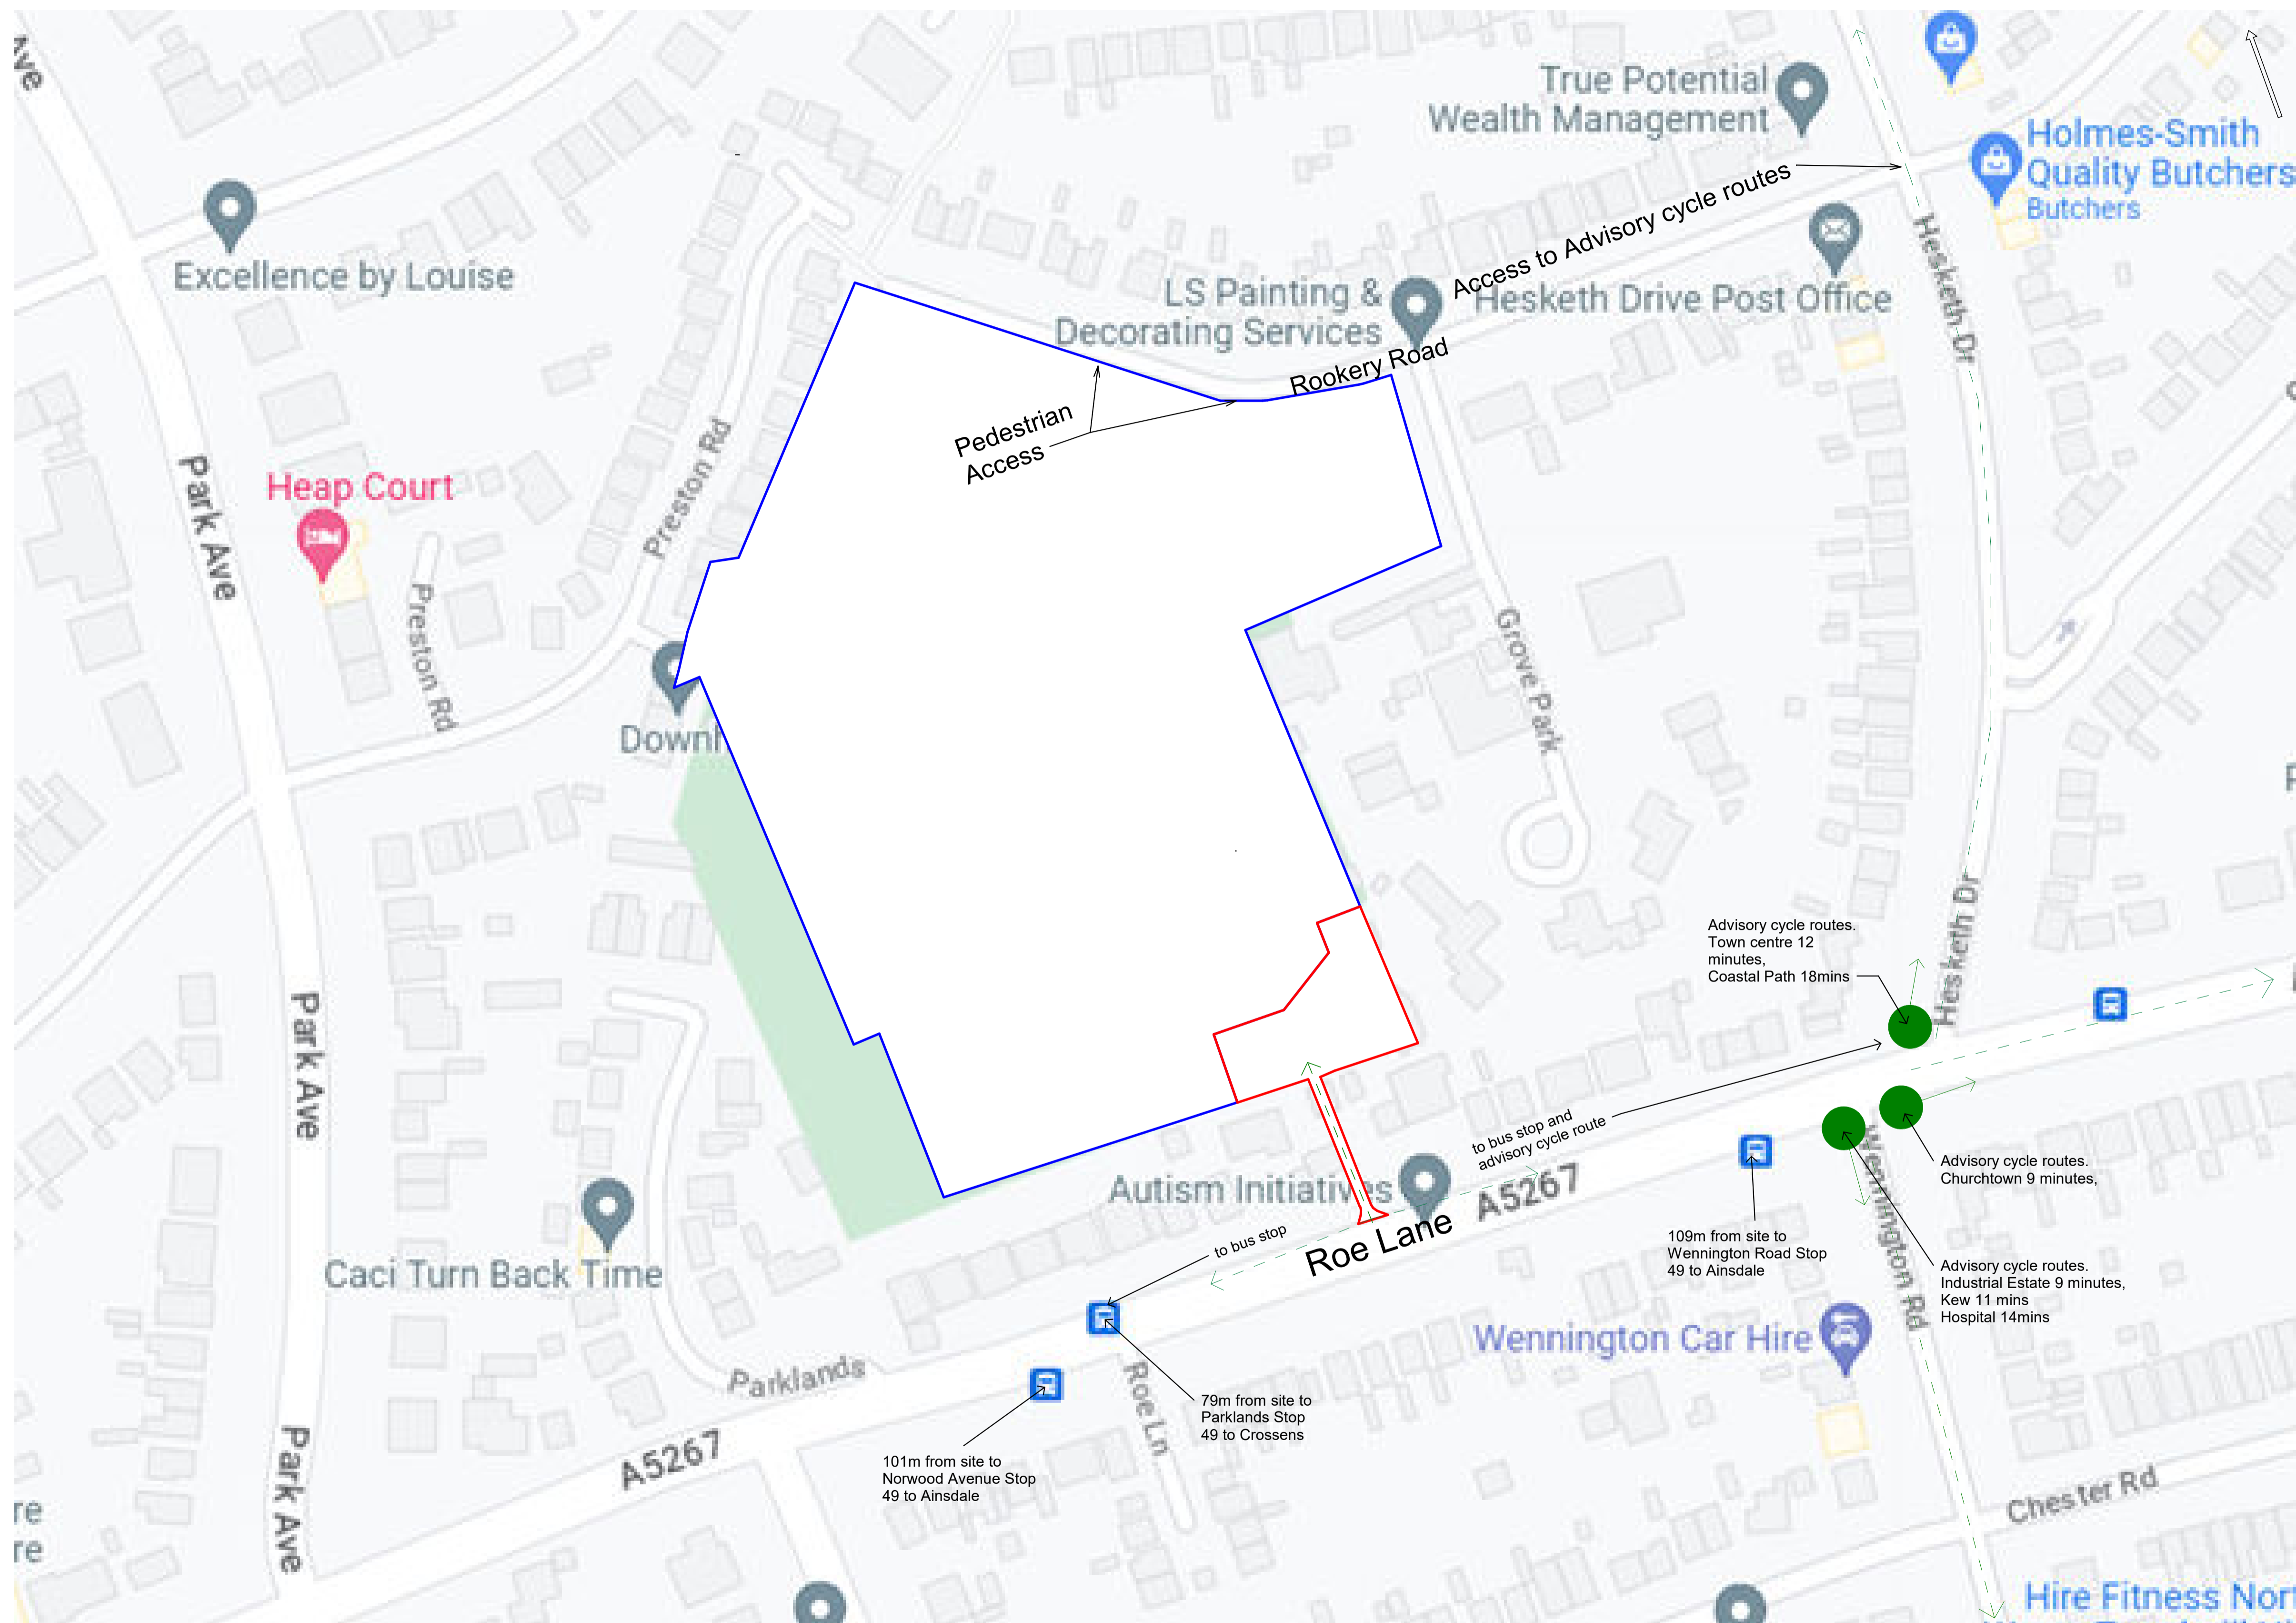 Ave
True Potential
Wealth Management
Holmes-Smith
Quality Butchers
Butchers
Access to Advisory cycle routes
Hesketh Dr
Excellence by Louise
LS Painting &
Decorating Services
Hesketh Drive Post Office
Rookery Road
Pedestrian
Access
Preston Rd
Park Ave
Heap Court
Preston Rd
Grove Park
Downh
Advisory cycle routes.
Town centre 12
minutes,
Coastal Path 18mins
Hesketh Dr
Park Ave
to bus stop and
advisory cycle route
Autism Initiatives
A5267
Roe Lane
to bus stop
Wennington Rd
Advisory cycle routes.
Churchtown 9 minutes,
109m from site to
Wennington Road Stop
49 to Ainsdale
Advisory cycle routes.
Industrial Estate 9 minutes,
Kew 11 mins
Hospital 14mins
Caci Turn Back Time
Wennington Car Hire
Parklands
Roe Ln
79m from site to
Parklands Stop
49 to Crossens
A5267
101m from site to
Norwood Avenue Stop
49 to Ainsdale
Park Ave
Chester Rd
re
re
Hire Fitness Nort